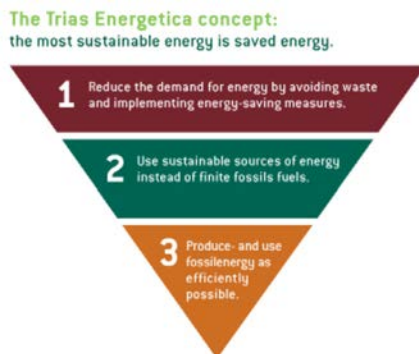 The Trias Energetica concept:
the most sustainable energy is saved energy.
1 Reduce the demand for energy by avoiding waste
and implementing energy-saving measures.
2 Use sustainable sources of energy
instead of finite fossils fuels.
3 Produce- and use
fossilenergy as
efficiently
possible.